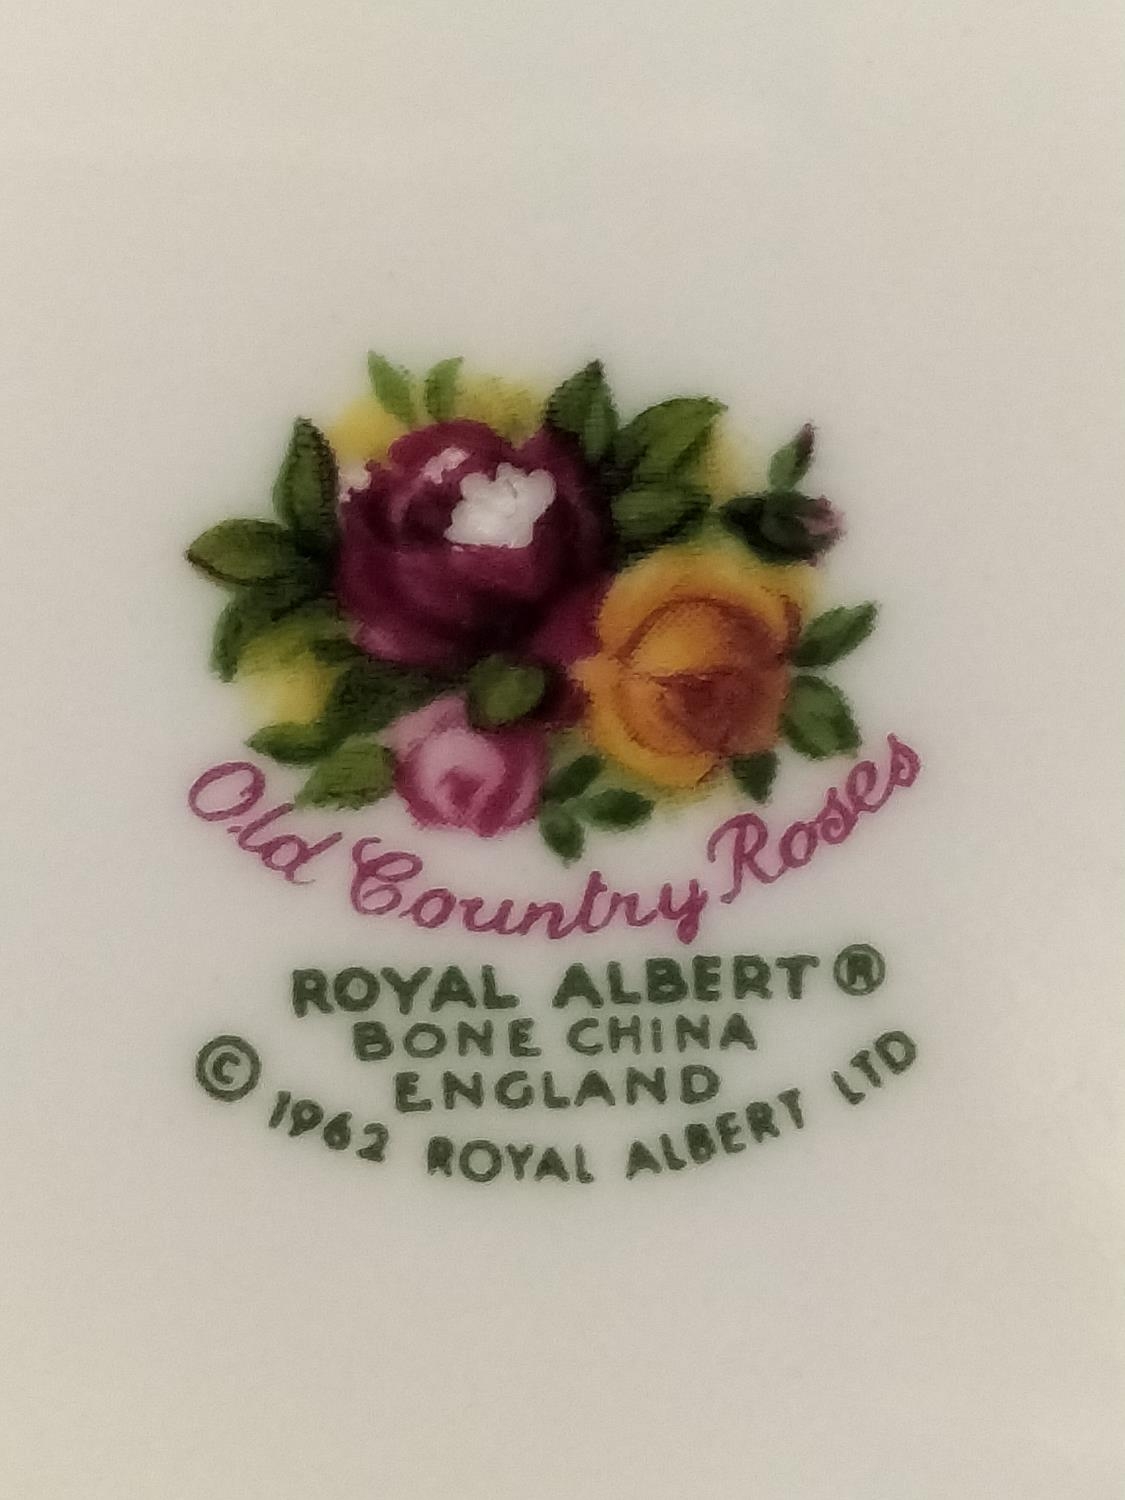 Old Country Roses
ROYAL ALBERT ®
BONE CHINA
ENGLAND
© 1962 ROYAL ALBERT LTD